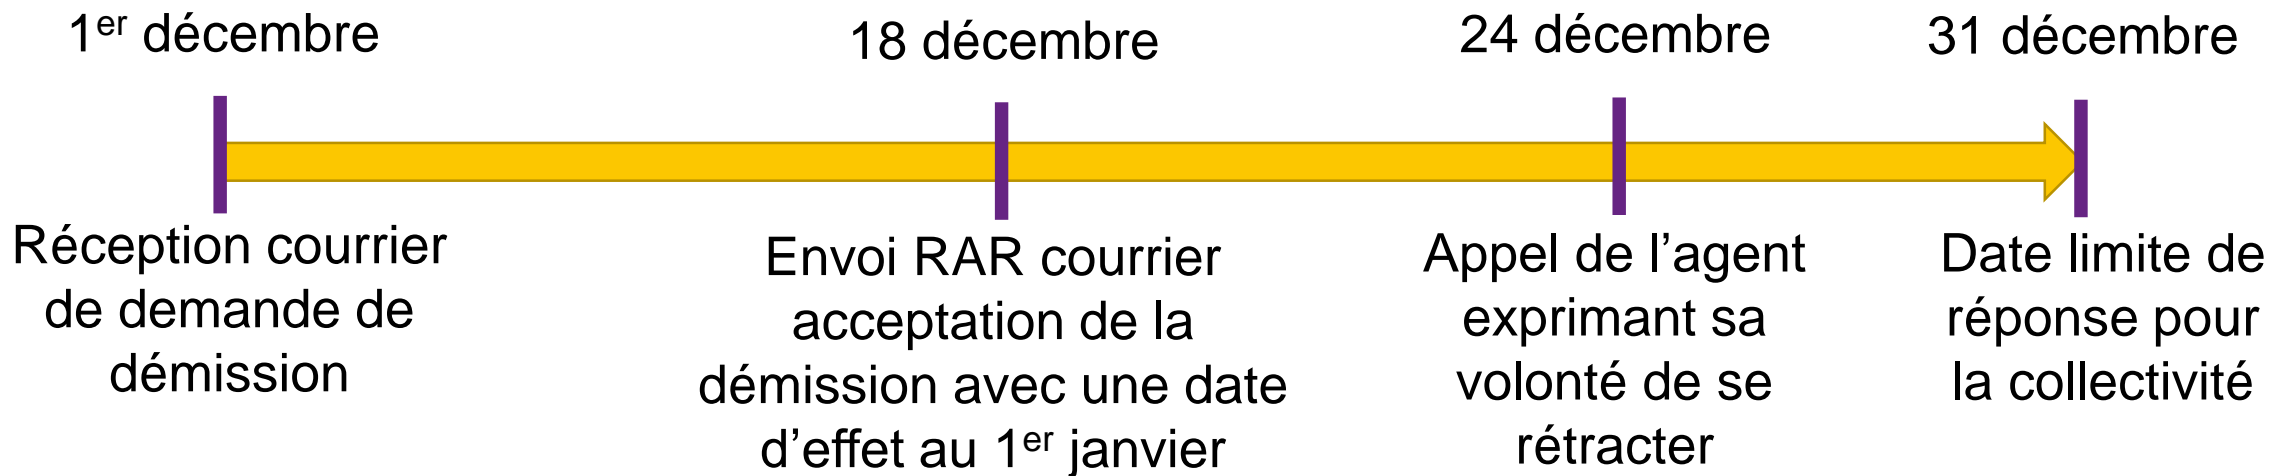 1er décembre
18 décembre
24 décembre
31 décembre
Réception courrier
de demande de
démission
Envoi RAR courrier
acceptation de la
démission avec une date
d’effet au 1er janvier
Appel de l’agent
exprimant sa
volonté de se
rétracter
Date limite de
réponse pour
la collectivité